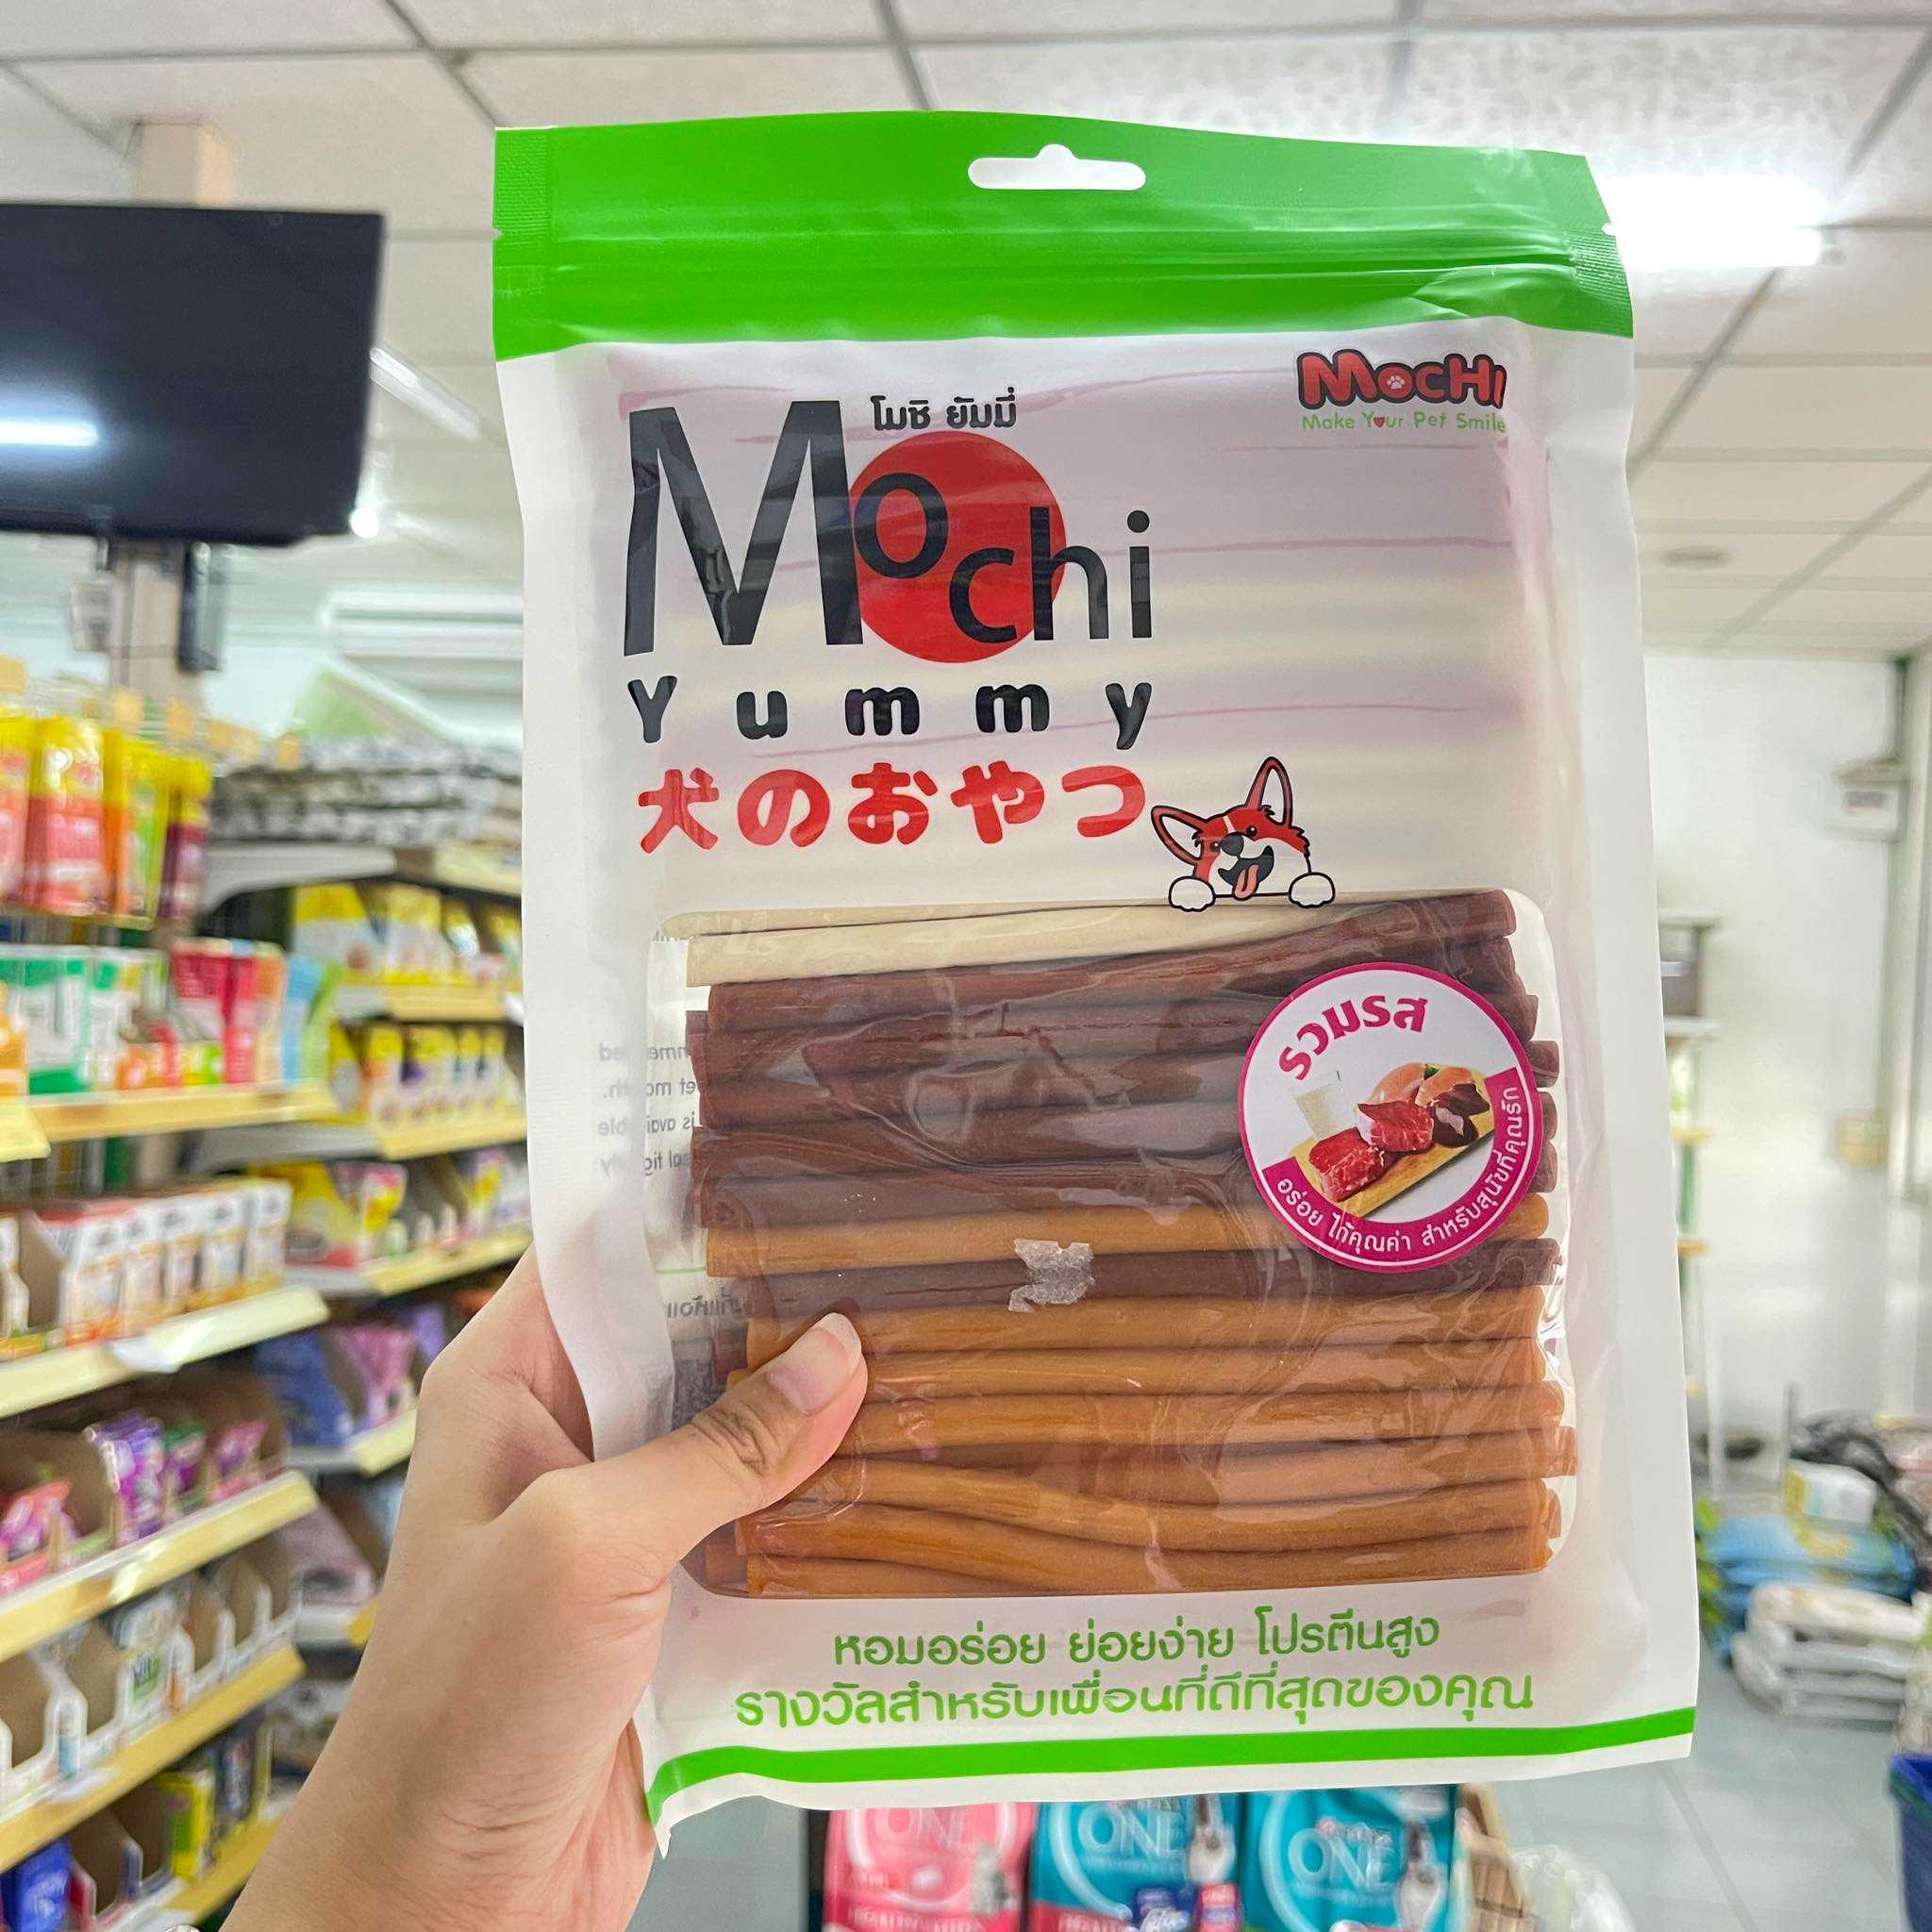 MocHi
Make Your Pet Smile
โมชิ ยัมมี่
Mochi
Yummy
犬のおやつ
รวมรส
อร่อย ได้คุณค่า สำหรับสุนัขที่คุณรัก
หอมอร่อย ย่อยง่าย โปรตีนสูง
รางวัลสำหรับเพื่อนที่ดีที่สุดของคุณ
ONE
ONE
ONE